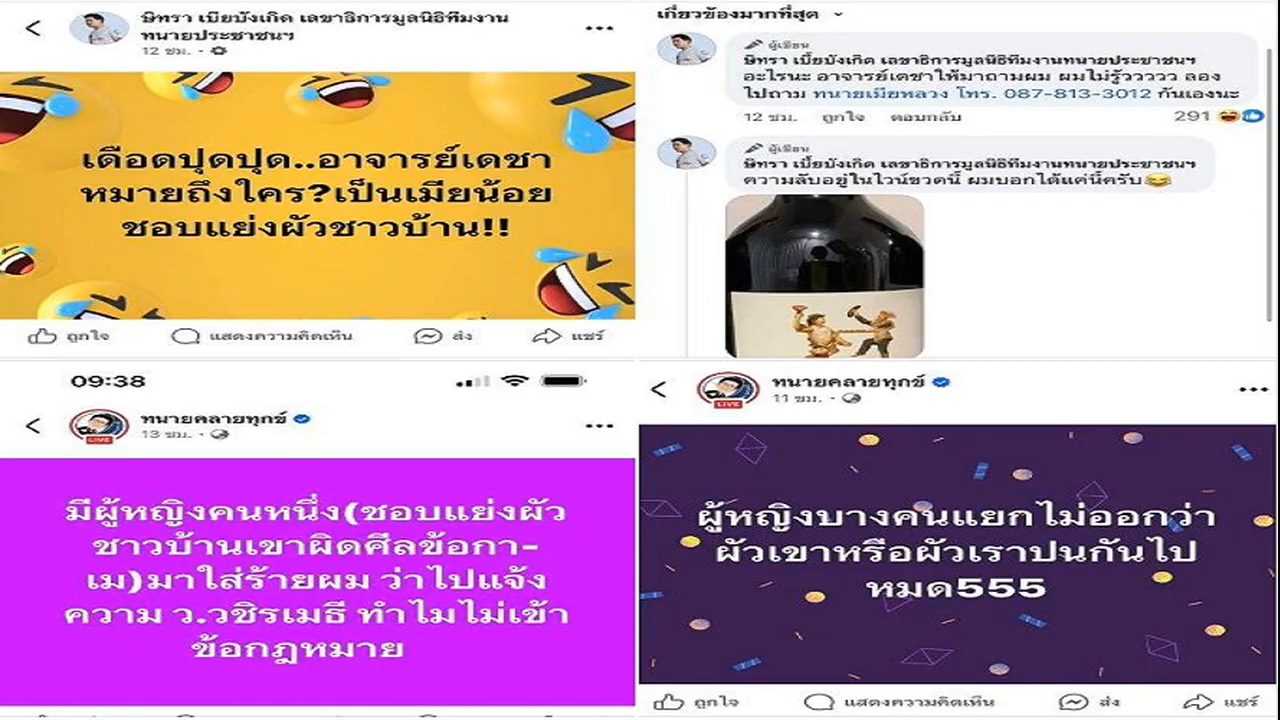 ษิทรา เบี้ยบังเกิด เลขาธิการมูลนิธิทีมงาน
ทนายประชาชนฯ
12 ชม.
เดือดปุดปุด..อาจารย์เดชา
หมายถึงใคร?เป็นเมียน้อย
ชอบแย่งผัวชาวบ้าน!!
ถูกใจ แสดงความคิดเห็น ส่ง แชร์
เกี่ยวข้องมากที่สุด
ผู้เขียน
ษิทรา เบี้ยบังเกิด เลขาธิการมูลนิธิทีมงานทนายประชาชนฯ
อะไรนะ อาจารย์เดชาให้มาถามผม ผมไม่รู้ววววว ลอง
ไปถาม ทนายเมียหลวง โทร. 087-813-3012 กันเองนะ
12 ชม. ถูกใจ ตอบกลับ 291
ผู้เขียน
ษิทรา เบี้ยบังเกิด เลขาธิการมูลนิธิทีมงานทนายประชาชนฯ
ความลับอยู่ในไวน์ขวดนี้ ผมบอกได้แค่นี้ครับ😂
09:38
ทนายคลายทุกข์
LIVE
13 ชม.
มีผู้หญิงคนหนึ่ง(ชอบแย่งผัว
ชาวบ้านเขาผิดศีลข้อกา-
เม)มาใส่ร้ายผม ว่าไปแจ้ง
ความ ว.วชิรเมธี ทำไมไม่เข้า
ข้อกฎหมาย
ทนายคลายทุกข์
LIVE
11 ชม.
ผู้หญิงบางคนแยกไม่ออกว่า
ผัวเขาหรือผัวเราปนกันไป
หมด555
ถูกใจ แสดงความคิดเห็น ส่ง แชร์